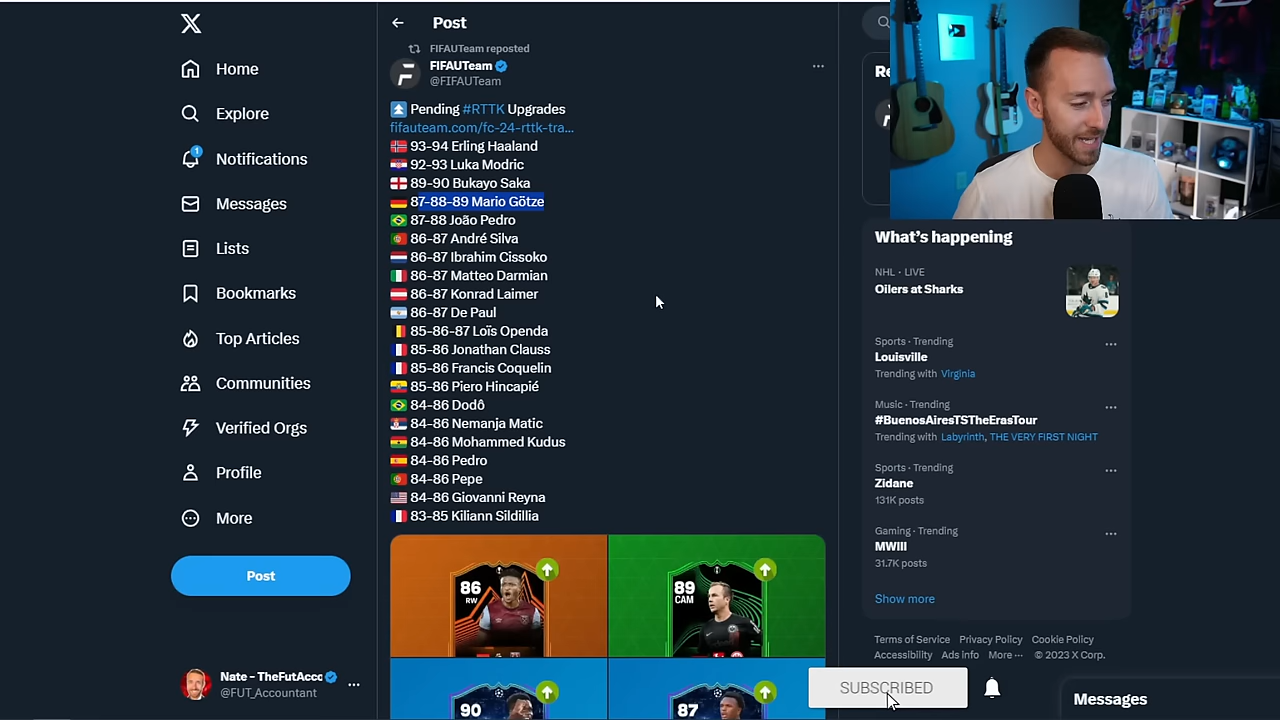 Home
Explore
1
Notifications
Messages
Lists
Bookmarks
Top Articles
Communities
Verified Orgs
Profile
More
Post
Nate - TheFutAcco
@FUT_Accountant
Post
FIFAUTeam reposted
FIFAUTeam
@FIFAUTeam
Pending #RTTK Upgrades
fifauteam.com/fc-24-rttk-tra...
93-94 Erling Haaland
92-93 Luka Modric
89-90 Bukayo Saka
87-88-89 Mario Götze
87-88 João Pedro
86-87 André Silva
86-87 Ibrahim Cissoko
86-87 Matteo Darmian
86-87 Konrad Laimer
86-87 De Paul
85-86-87 Loïs Openda
85-86 Jonathan Clauss
85-86 Francis Coquelin
85-86 Piero Hincapié
84-86 Dodô
84-86 Nemanja Matic
84-86 Mohammed Kudus
84-86 Pedro
84-86 Pepe
84-86 Giovanni Reyna
83-85 Kiliann Sildillia
86
RW
89
CAM
90
87
Re
What's happening
NHL · LIVE
Oilers at Sharks
Sports · Trending
Louisville
Trending with Virginia
Music · Trending
#BuenosAiresTSTheErasTour
Trending with Labyrinth, THE VERY FIRST NIGHT
Sports · Trending
Zidane
131K posts
Gaming · Trending
MWIII
31.7K posts
Show more
Terms of Service Privacy Policy Cookie Policy
Accessibility Ads info More ··· © 2023 X Corp.
SUBSCRIBED
Messages